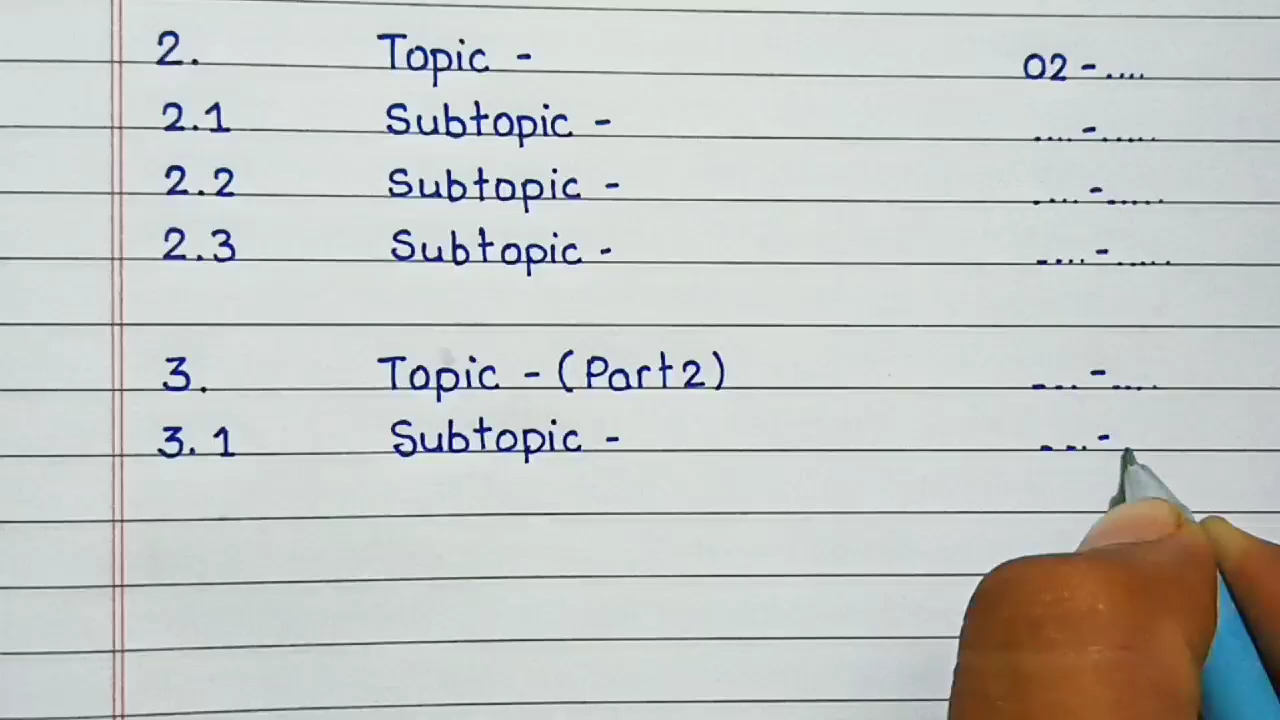 2. Topic - 02 - ....
2.1 Subtopic - .... - .....
2.2 Subtopic - .... - .....
2.3 Subtopic - .... - .....
3. Topic - (Part 2) .... - ....
3.1 Subtopic - .... -